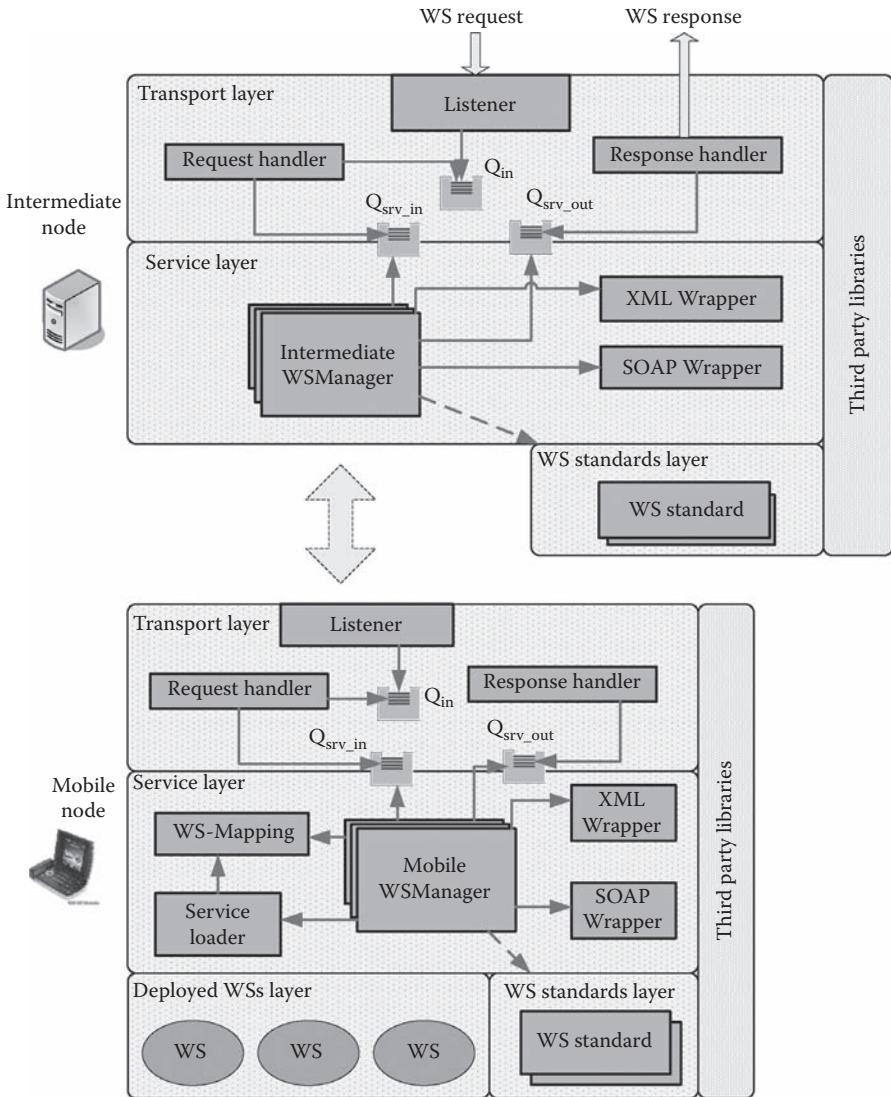 WS request
WS response
Transport layer
Listener
Request handler
Response handler
Q_in
Q_srv_in
Q_srv_out
Intermediate
node
Service layer
XML Wrapper
Intermediate
WSManager
SOAP Wrapper
WS standards layer
WS standard
Third party libraries
Transport layer
Listener
Request handler
Response handler
Q_in
Q_srv_in
Q_srv_out
Mobile
node
Service layer
WS-Mapping
XML
Wrapper
Mobile
WSManager
Service
loader
SOAP
Wrapper
Deployed WSs layer
WS
WS
WS
WS standards layer
WS standard
Third party libraries